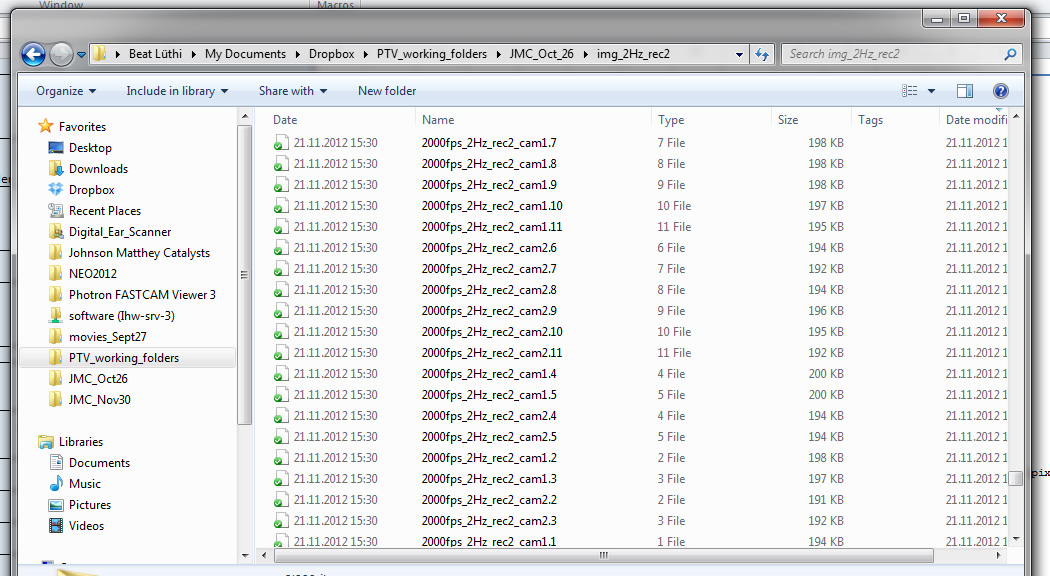 Window Macros
Beat Lüthi My Documents Dropbox PTV_working_folders JMC_Oct_26 img_2Hz_rec2 Search img_2Hz_rec2
Organize Include in library Share with New folder
Date Name Type Size Tags Date modifi
Favorites
Desktop
Downloads
Dropbox
Recent Places
Digital_Ear_Scanner
Johnson Matthey Catalysts
NEO2012
Photron FASTCAM Viewer 3
software (Ihw-srv-3)
movies_Sept27
PTV_working_folders
JMC_Oct26
JMC_Nov30
Libraries
Documents
Music
Pictures
Videos
21.11.2012 15:30 2000fps_2Hz_rec2_cam1.7 7 File 198 KB 21.11.2012 1
21.11.2012 15:30 2000fps_2Hz_rec2_cam1.8 8 File 198 KB 21.11.2012 1
21.11.2012 15:30 2000fps_2Hz_rec2_cam1.9 9 File 198 KB 21.11.2012 1
21.11.2012 15:30 2000fps_2Hz_rec2_cam1.10 10 File 197 KB 21.11.2012 1
21.11.2012 15:30 2000fps_2Hz_rec2_cam1.11 11 File 195 KB 21.11.2012 1
21.11.2012 15:30 2000fps_2Hz_rec2_cam2.6 6 File 194 KB 21.11.2012 1
21.11.2012 15:30 2000fps_2Hz_rec2_cam2.7 7 File 192 KB 21.11.2012 1
21.11.2012 15:30 2000fps_2Hz_rec2_cam2.8 8 File 194 KB 21.11.2012 1
21.11.2012 15:30 2000fps_2Hz_rec2_cam2.9 9 File 196 KB 21.11.2012 1
21.11.2012 15:30 2000fps_2Hz_rec2_cam2.10 10 File 195 KB 21.11.2012 1
21.11.2012 15:30 2000fps_2Hz_rec2_cam2.11 11 File 192 KB 21.11.2012 1
21.11.2012 15:30 2000fps_2Hz_rec2_cam1.4 4 File 200 KB 21.11.2012 1
21.11.2012 15:30 2000fps_2Hz_rec2_cam1.5 5 File 200 KB 21.11.2012 1
21.11.2012 15:30 2000fps_2Hz_rec2_cam2.4 4 File 194 KB 21.11.2012 1
21.11.2012 15:30 2000fps_2Hz_rec2_cam2.5 5 File 194 KB 21.11.2012 1
21.11.2012 15:30 2000fps_2Hz_rec2_cam1.2 2 File 198 KB 21.11.2012 1
21.11.2012 15:30 2000fps_2Hz_rec2_cam1.3 3 File 197 KB 21.11.2012 1
21.11.2012 15:30 2000fps_2Hz_rec2_cam2.2 2 File 191 KB 21.11.2012 1
21.11.2012 15:30 2000fps_2Hz_rec2_cam2.3 3 File 192 KB 21.11.2012 1
21.11.2012 15:30 2000fps_2Hz_rec2_cam1.1 1 File 194 KB 21.11.2012 1
pix